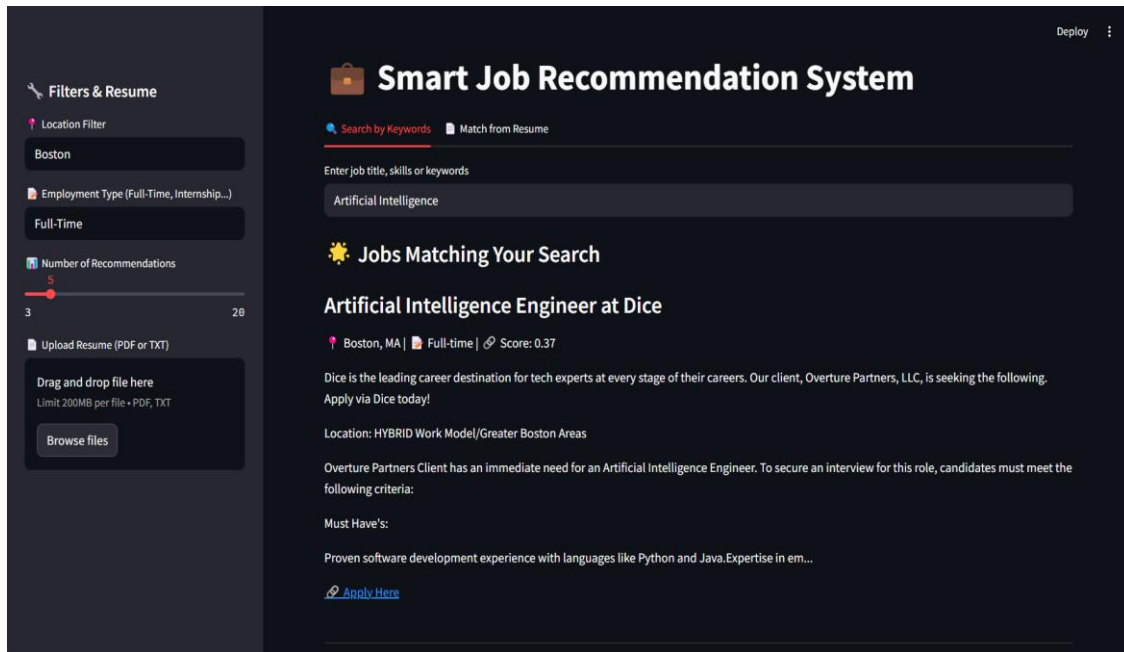 Deploy
Filters & Resume
Location Filter
Boston
Employment Type (Full-Time, Internship...)
Full-Time
Number of Recommendations
5
3 20
Upload Resume (PDF or TXT)
Drag and drop file here
Limit 200MB per file • PDF, TXT
Browse files
Smart Job Recommendation System
Search by Keywords Match from Resume
Enter job title, skills or keywords
Artificial Intelligence
Jobs Matching Your Search
Artificial Intelligence Engineer at Dice
Boston, MA | Full-time | Score: 0.37
Dice is the leading career destination for tech experts at every stage of their careers. Our client, Overture Partners, LLC, is seeking the following.
Apply via Dice today!
Location: HYBRID Work Model/Greater Boston Areas
Overture Partners Client has an immediate need for an Artificial Intelligence Engineer. To secure an interview for this role, candidates must meet the
following criteria:
Must Have's:
Proven software development experience with languages like Python and Java.Expertise in em...
Apply Here